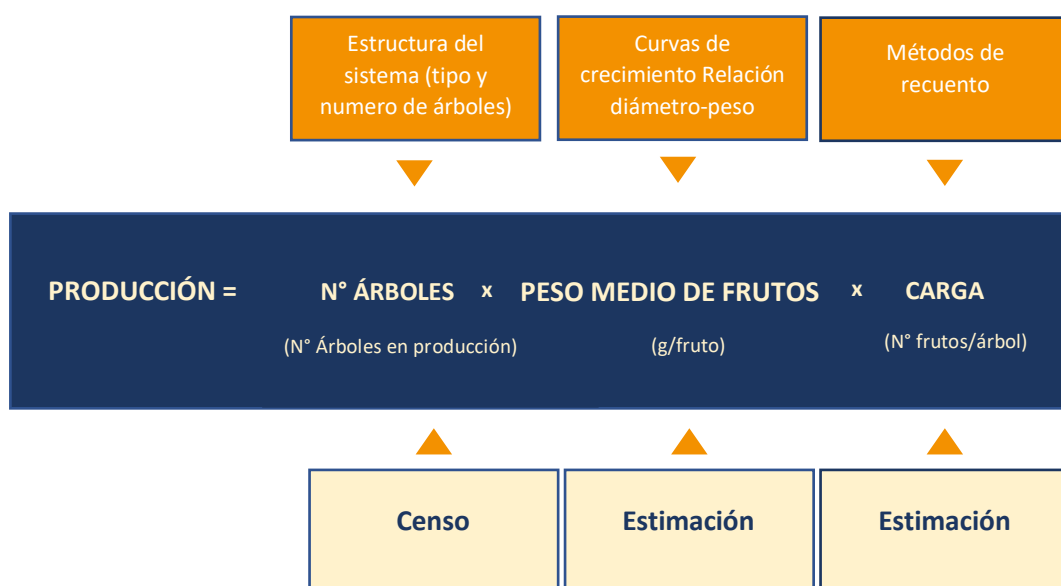 Estructura del
sistema (tipo y
numero de árboles)
Curvas de
crecimiento Relación
diámetro-peso
Métodos de
recuento
PRODUCCIÓN = N° ÁRBOLES x PESO MEDIO DE FRUTOS x CARGA
(N° Árboles en producción) (g/fruto) (N° frutos/árbol)
Censo
Estimación
Estimación